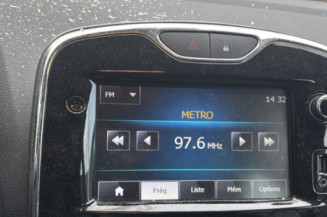 FM
14 32
METRO
97.6 MHz
Fréq Liste Mém Options